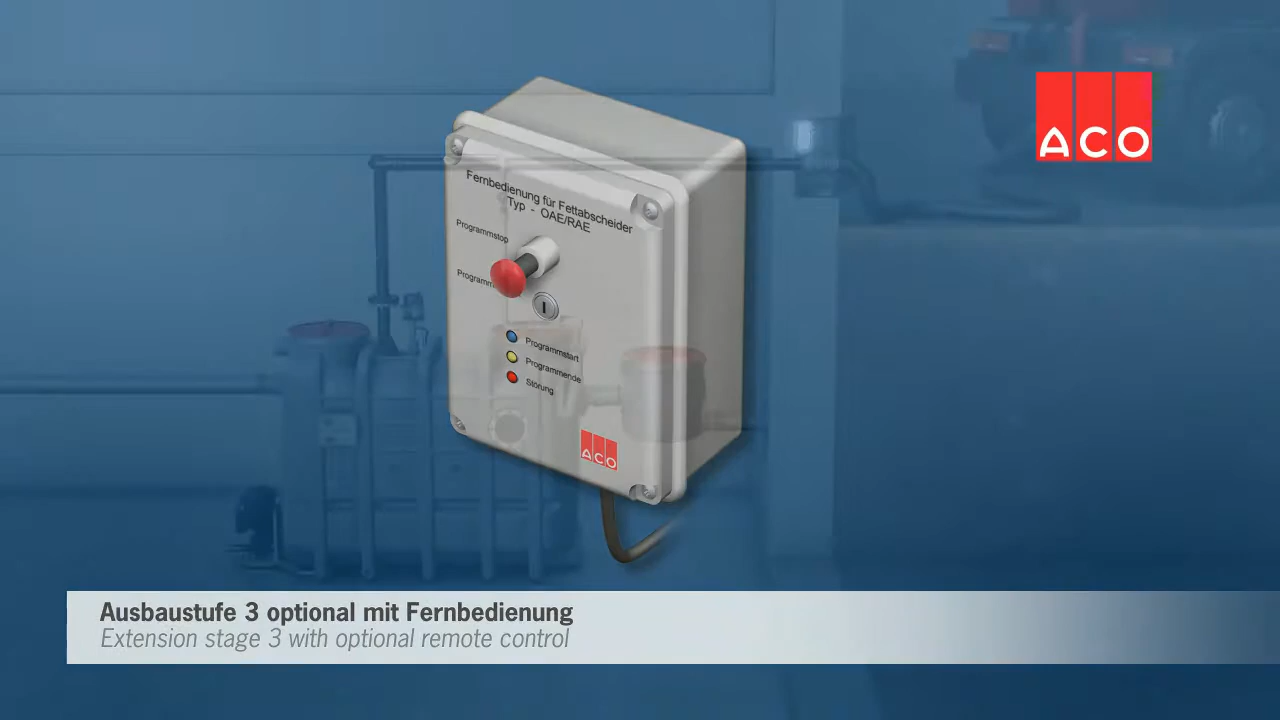 ACO
Fernbedienung für Fettabscheider
Typ - OAE/RAE
Programmstop
Programm
Programmstart
Programmende
Störung
ACO
Ausbaustufe 3 optional mit Fernbedienung
Extension stage 3 with optional remote control